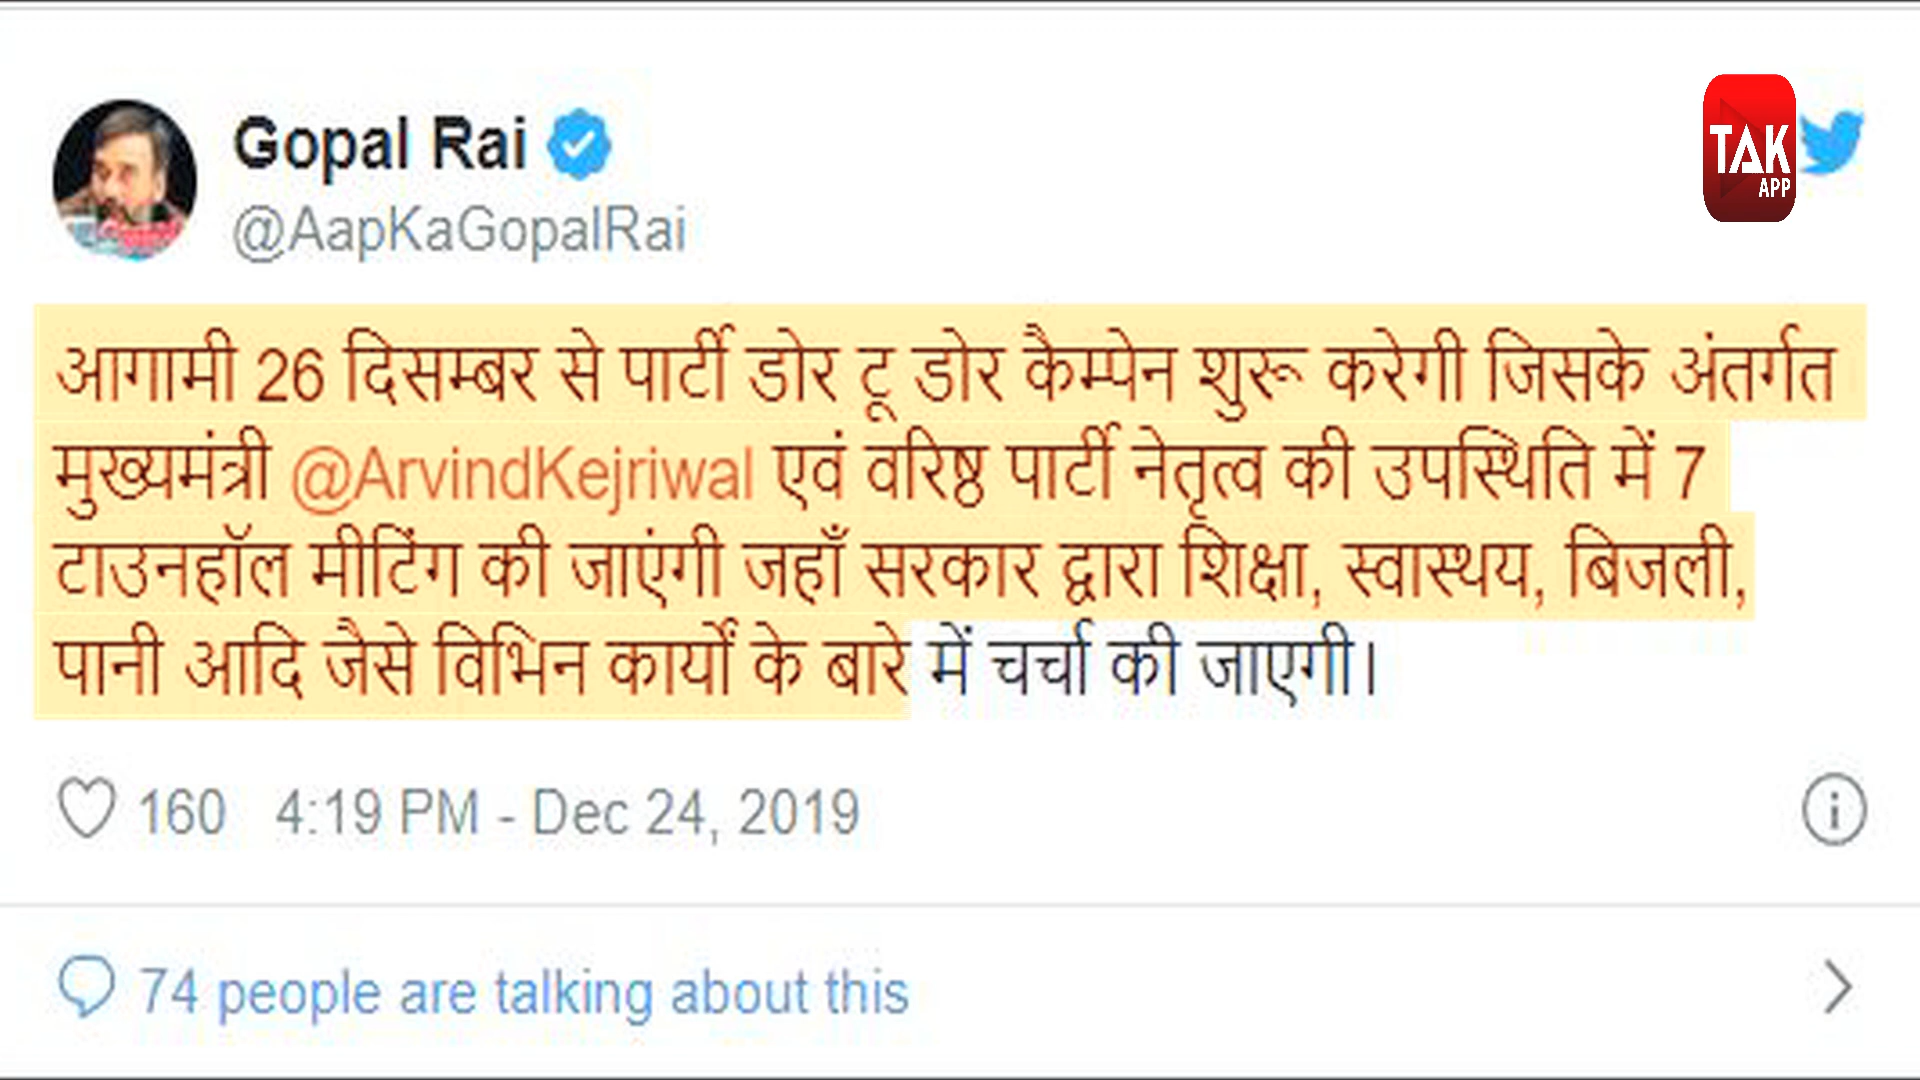 Gopal Rai
@AapKaGopalRai
TAK
APP
आगामी 26 दिसम्बर से पार्टी डोर टू डोर कैम्पेन शुरू करेगी जिसके अंतर्गत
मुख्यमंत्री @ArvindKejriwal एवं वरिष्ठ पार्टी नेतृत्व की उपस्थिति में 7
टाउनहॉल मीटिंग की जाएंगी जहाँ सरकार द्वारा शिक्षा, स्वास्थय, बिजली,
पानी आदि जैसे विभिन कार्यों के बारे में चर्चा की जाएगी।
160 4:19 PM - Dec 24, 2019
74 people are talking about this